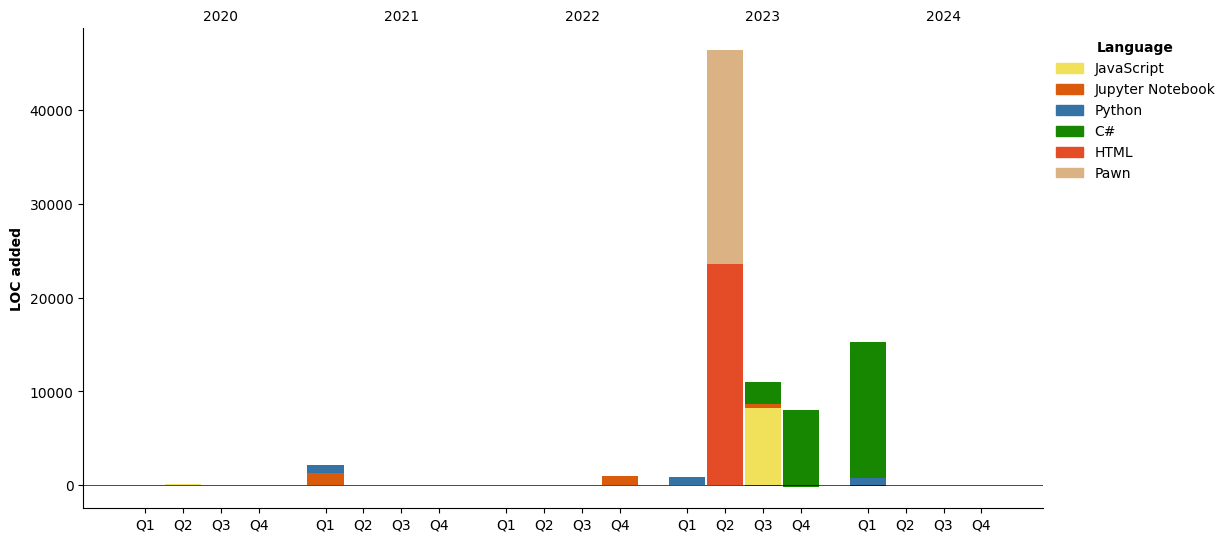 2020 2021 2022 2023 2024
Language
JavaScript
Jupyter Notebook
Python
C#
HTML
Pawn
LOC added
40000
30000
20000
10000
0
Q1 Q2 Q3 Q4 Q1 Q2 Q3 Q4 Q1 Q2 Q3 Q4 Q1 Q2 Q3 Q4 Q1 Q2 Q3 Q4